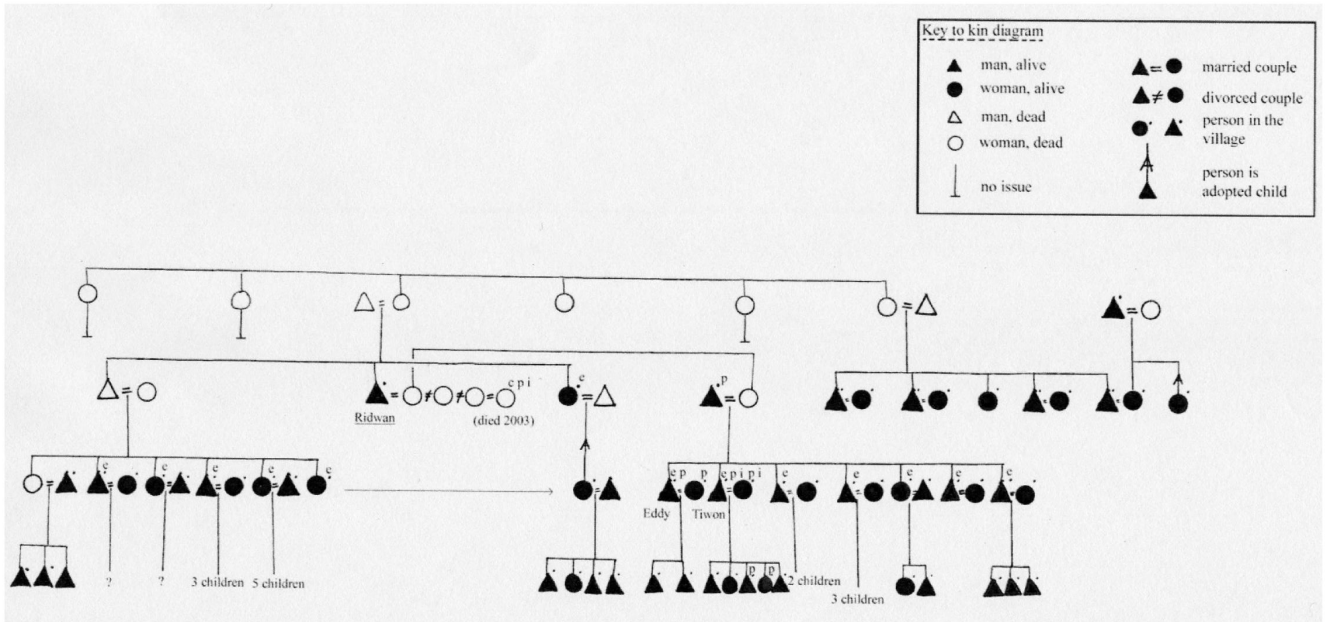 Key to kin diagram
man, alive
married couple
woman, alive
divorced couple
man, dead
person in the
village
woman, dead
no issue
person is
adopted child
e p i
e
p
Ridwan
(died 2003)
e e e e e
e p p e p i p i e e e e e
Eddy Tiwon
p p
? ? 3 children 5 children
2 children
3 children